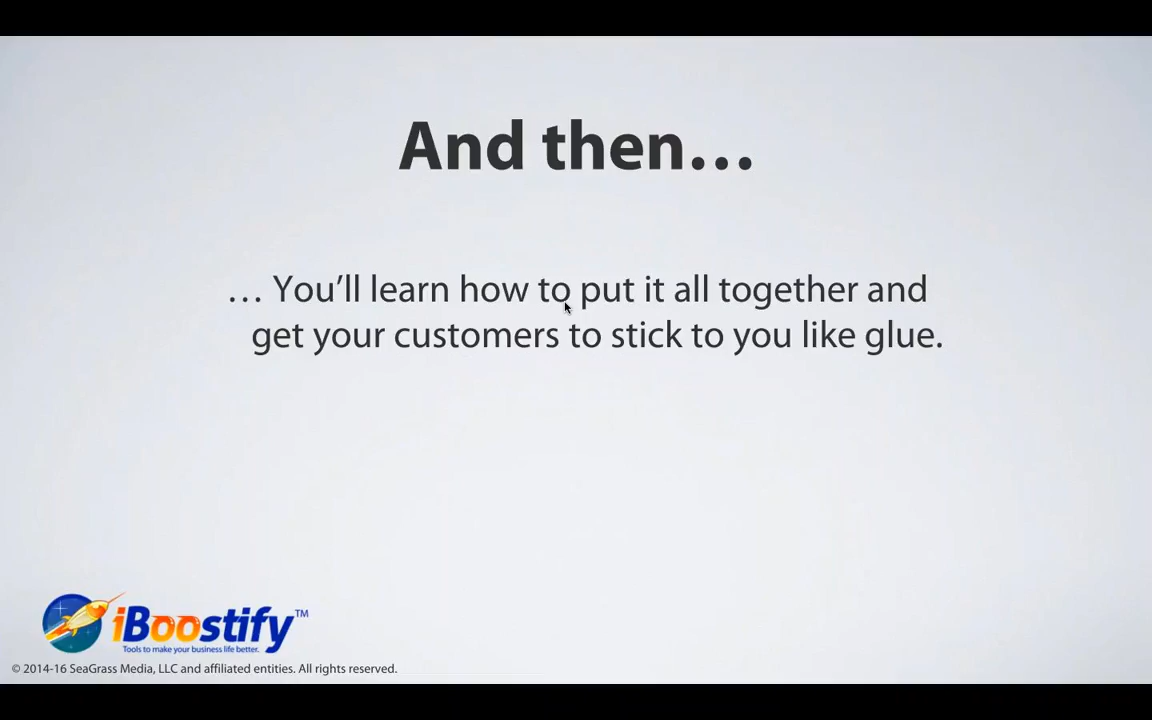 And then…
… You’ll learn how to put it all together and
get your customers to stick to you like glue.
iBoostify™
Tools to make your business life better.
© 2014-16 SeaGrass Media, LLC and affiliated entities. All rights reserved.